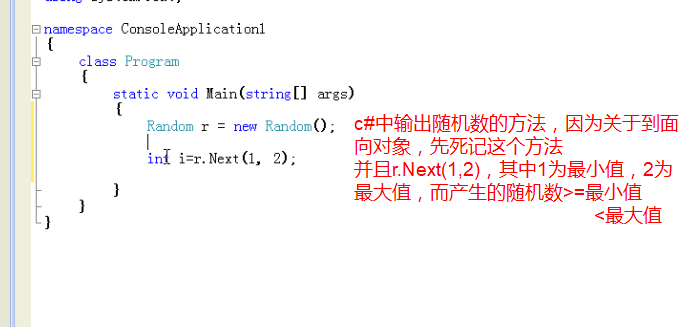 namespace ConsoleApplication1
{
class Program
{
static void Main(string[] args)
{
Random r = new Random();
int i=r.Next(1, 2);
}
}
}
c#中输出随机数的方法，因为关于到面
向对象，先死记这个方法
并且r.Next(1,2)，其中1为最小值，2为
最大值，而产生的随机数>=最小值
<最大值